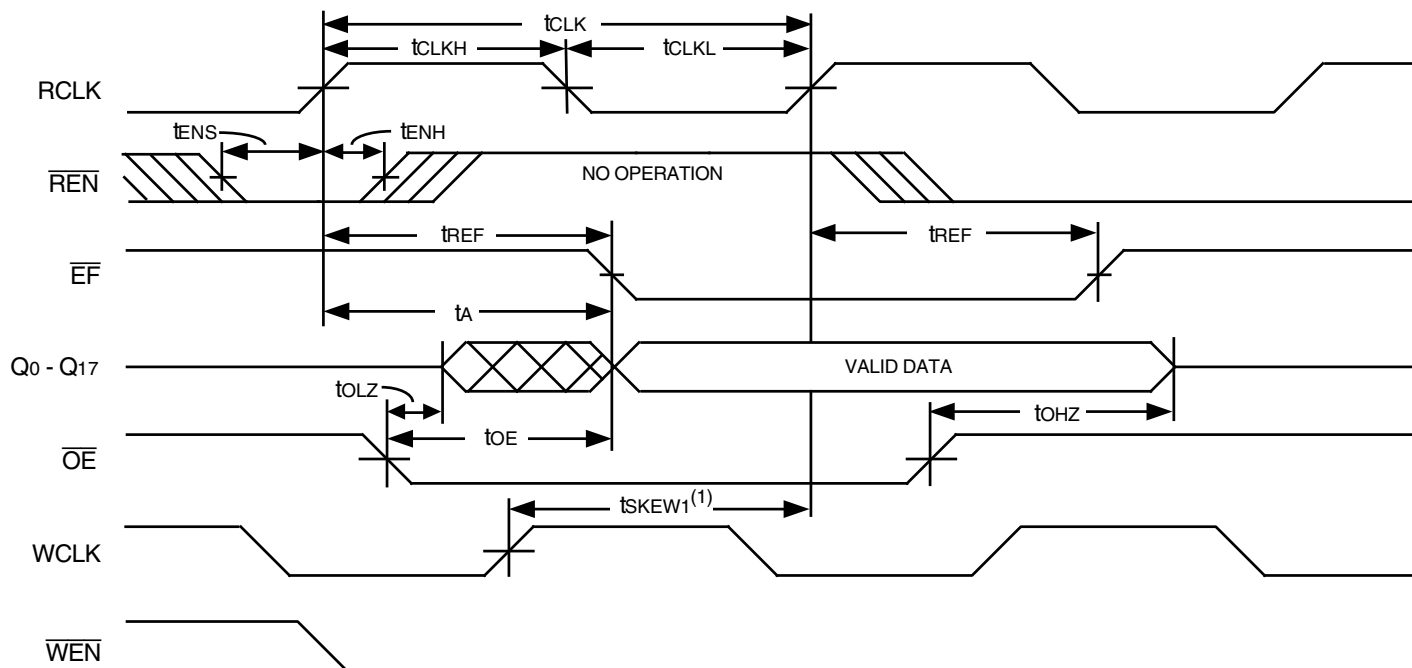 tCLK
tCLKH
tCLKL
RCLK
tENS
tENH
REN
NO OPERATION
tREF
tREF
EF
tA
Q0 - Q17
VALID DATA
tOLZ
tOHZ
tOE
OE
tSKEW1(1)
WCLK
WEN